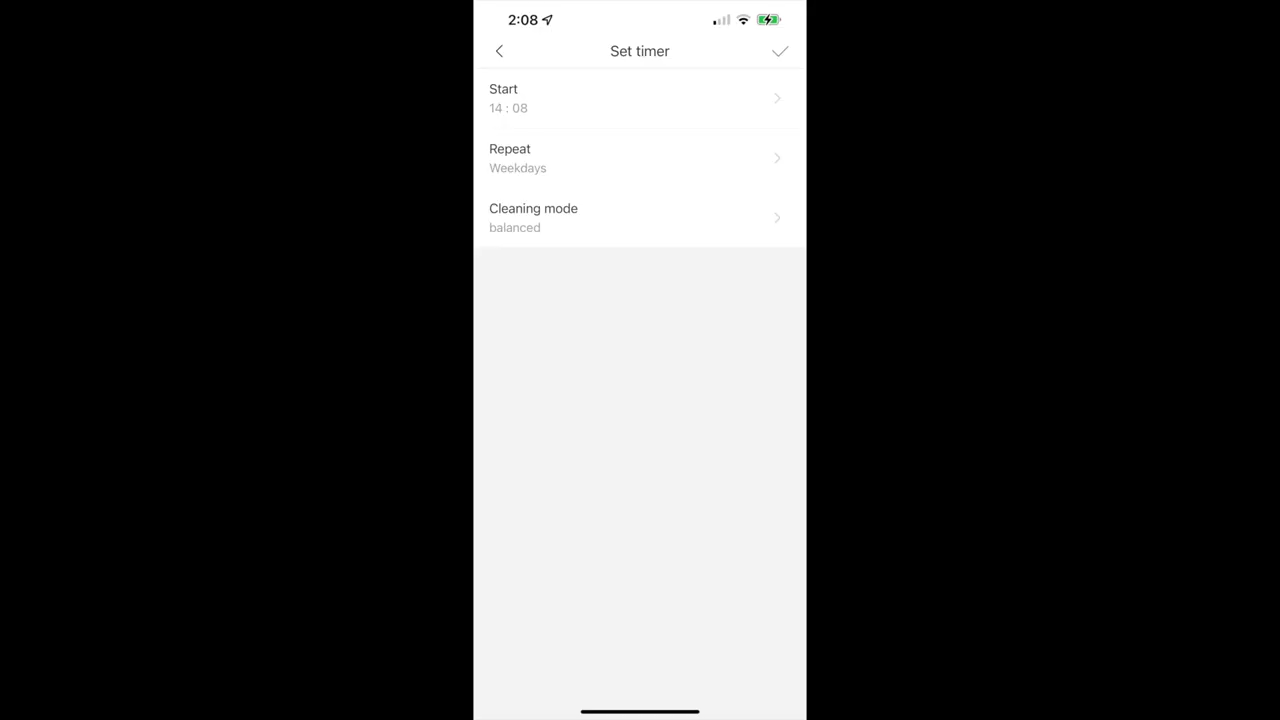 2:08
Set timer
Start
14 : 08
Repeat
Weekdays
Cleaning mode
balanced